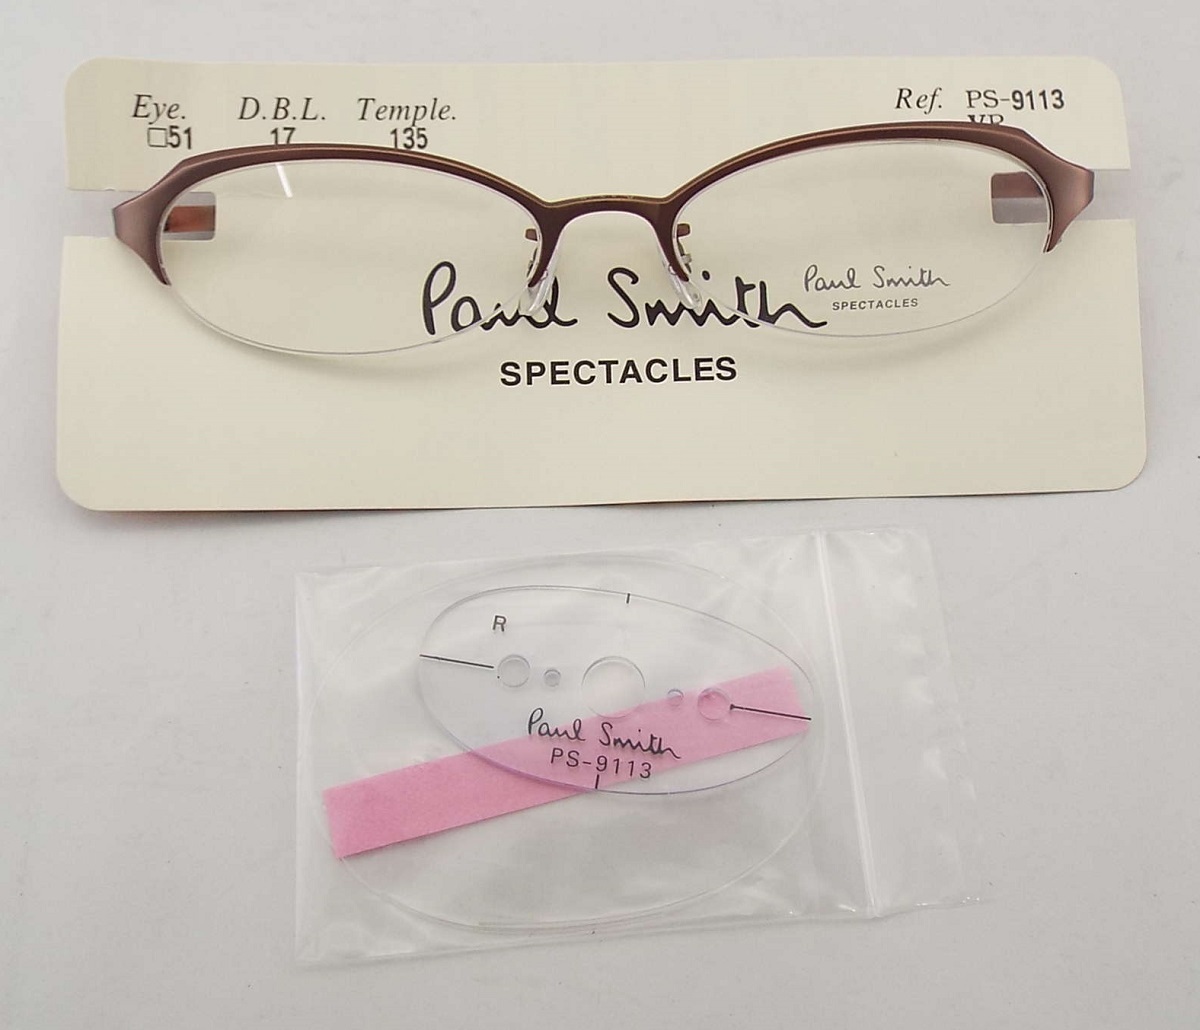 Eye. D.B.L. Temple. Ref. PS-9113
□51 17 135
Paul Smith
SPECTACLES
Paul Smith
SPECTACLES
R
Paul Smith
PS-9113